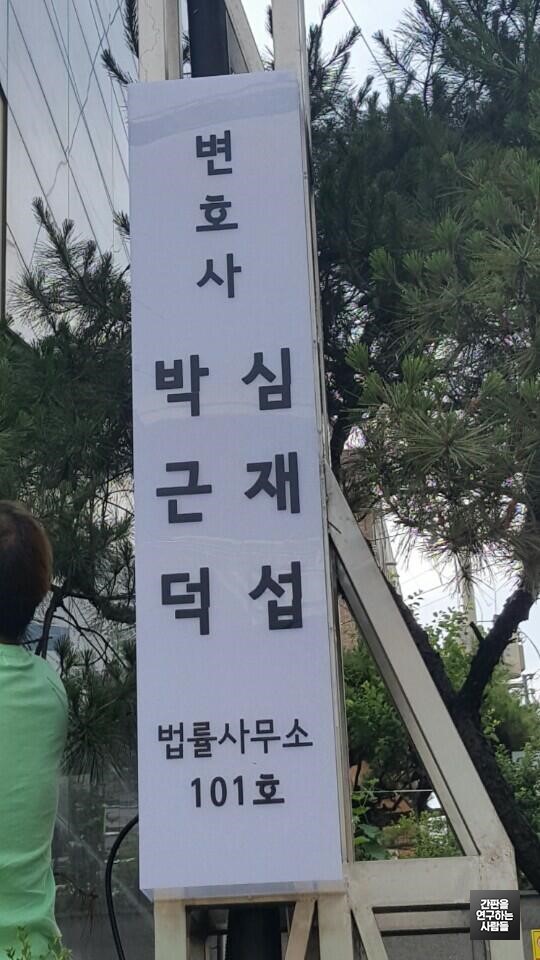 변호사
박근덕
심재섭
법률사무소
101호
간판을
연구하는
사람들